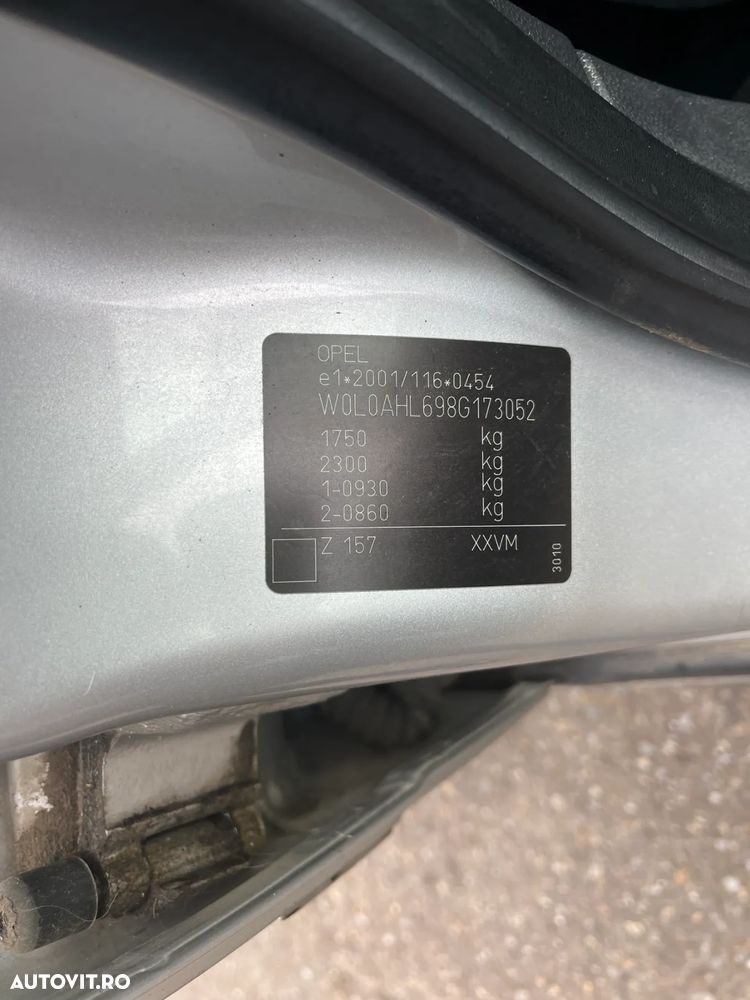 OPEL
e1*2001/116*0454
W0L0AHL698G173052
1750 kg
2300 kg
1-0930 kg
2-0860 kg
Z 157 XXVM
3010
AUTOVIT.RO